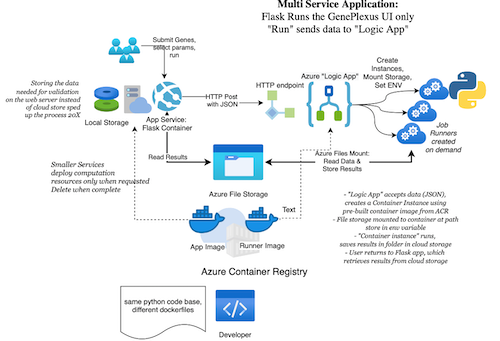 Multi Service Application:
Flask Runs the GenePlexus UI only
"Run" sends data to "Logic App"
Submit Genes,
select params,
run
Create
Instances,
Mount Storage,
Set ENV
Storing the data
needed for validation
on the web server instead
of cloud store sped
up the process 20X
HTTP Post
with JSON
HTTP endpoint
Azure "Logic App"
Local Storage
App Service:
Flask Container
Job
Runners
created
on demand
Read Results
Azure Files Mount:
Read Data &
Store Results
Smaller Services
deploy computation
resources only when requested
Delete when complete
Azure File Storage
Text
- "Logic App" accepts data (JSON),
creates a Container Instance using
pre-built container image from ACR
- File storage mounted to container at path
store in env variable
- "Container instance" runs,
saves results in folder in cloud storage
- User returns to Flask app, which
retrieves results from cloud storage
App Image
Runner Image
Azure Container Registry
same python code base,
different dockerfiles
Developer